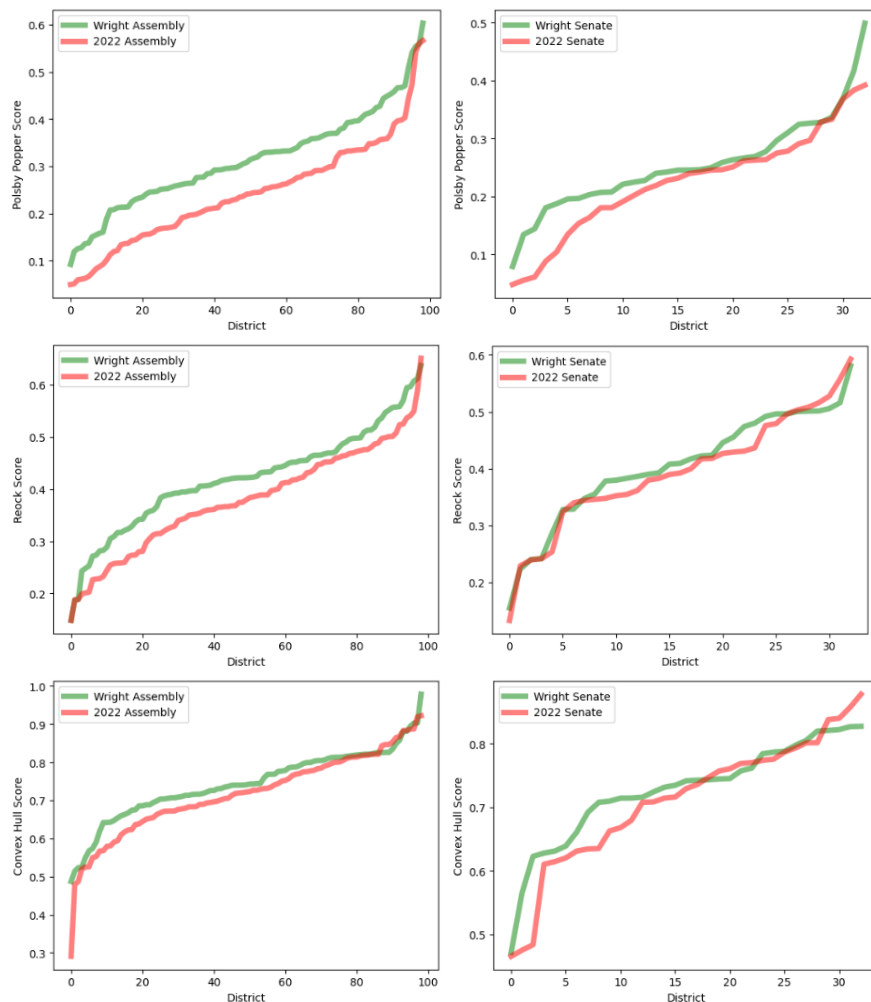 Wright Assembly
2022 Assembly
Polsby Popper Score
0.6
0.5
0.4
0.3
0.2
0.1
0 20 40 60 80 100
District
Wright Senate
2022 Senate
Polsby Popper Score
0.5
0.4
0.3
0.2
0.1
0 5 10 15 20 25 30
District
Wright Assembly
2022 Assembly
Reock Score
0.6
0.5
0.4
0.3
0.2
0 20 40 60 80 100
District
Wright Senate
2022 Senate
Reock Score
0.6
0.5
0.4
0.3
0.2
0 5 10 15 20 25 30
District
Wright Assembly
2022 Assembly
Convex Hull Score
1.0
0.9
0.8
0.7
0.6
0.5
0.4
0.3
0 20 40 60 80 100
District
Wright Senate
2022 Senate
Convex Hull Score
0.8
0.7
0.6
0.5
0 5 10 15 20 25 30
District